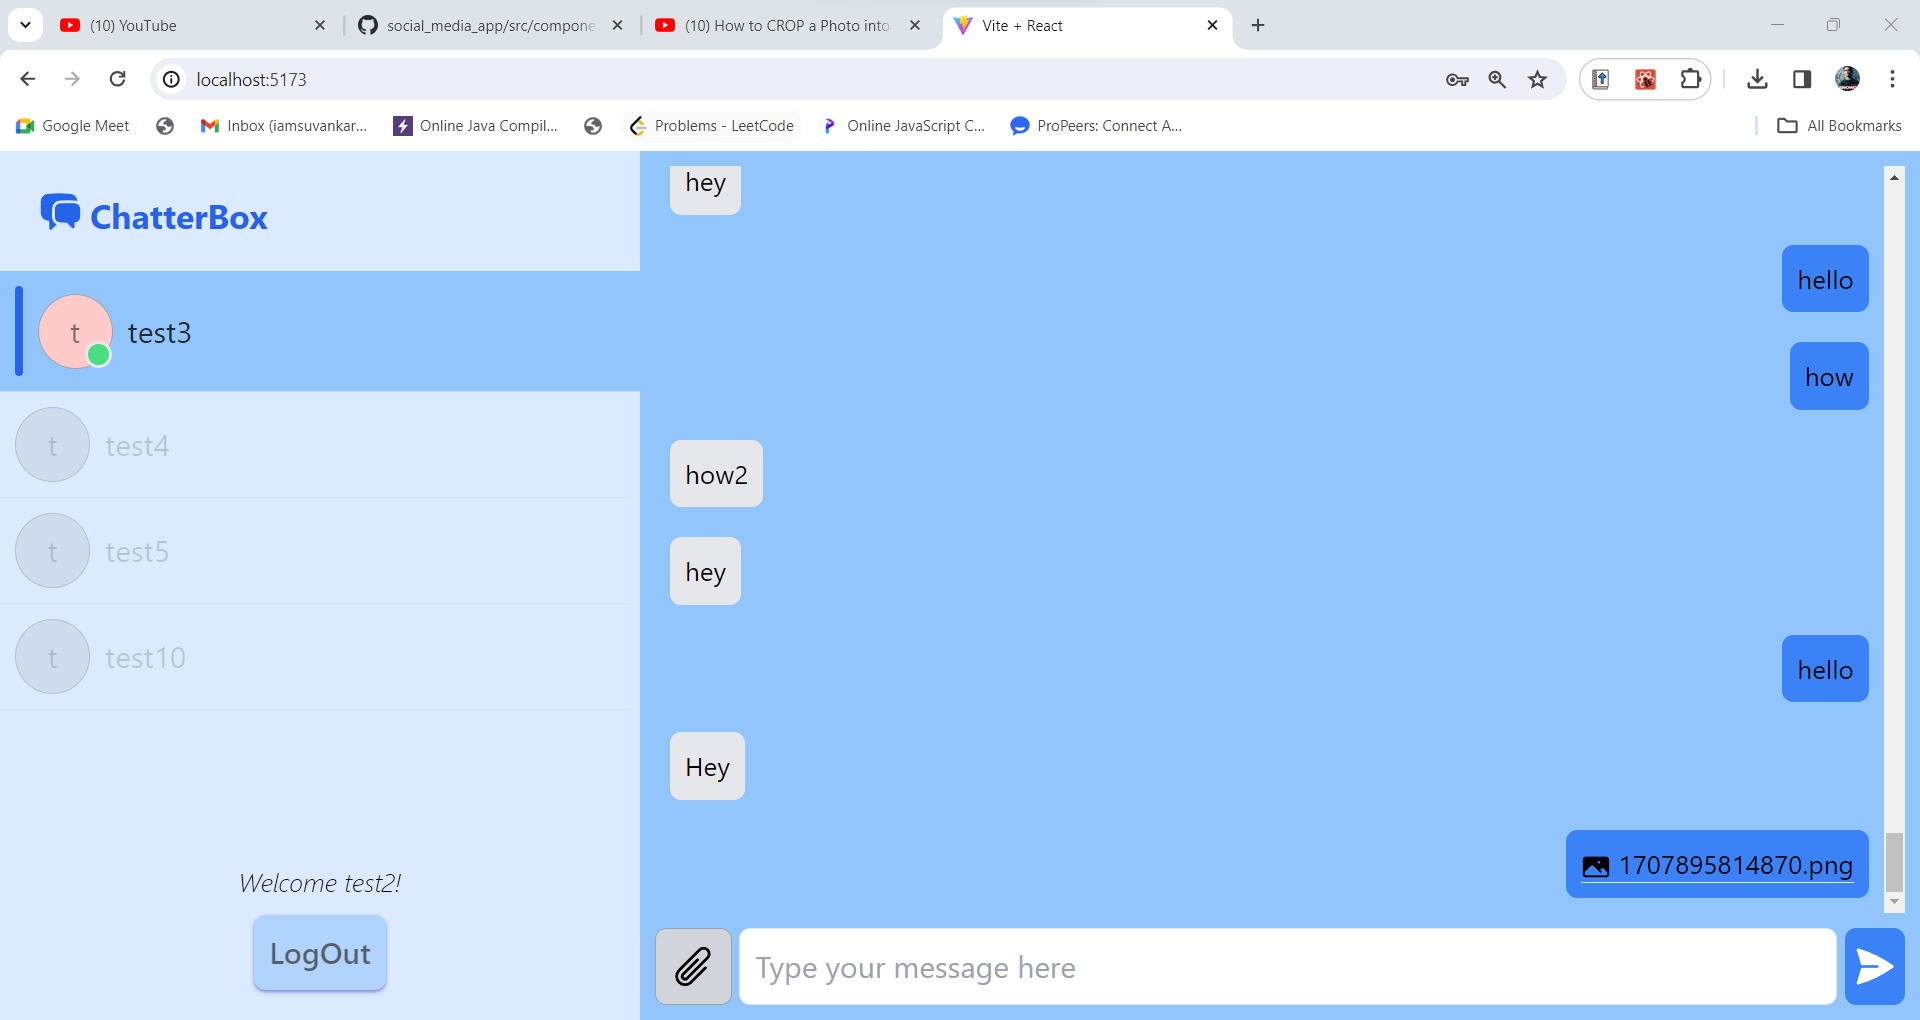 (10) YouTube
social_media_app/src/compone
(10) How to CROP a Photo into
Vite + React
localhost:5173
Google Meet
Inbox (iamsuvankar...
Online Java Compil...
Problems - LeetCode
Online JavaScript C...
ProPeers: Connect A...
All Bookmarks
ChatterBox
t
test3
t
test4
t
test5
t
test10
Welcome test2!
LogOut
hey
hello
how
how2
hey
hello
Hey
1707895814870.png
Type your message here